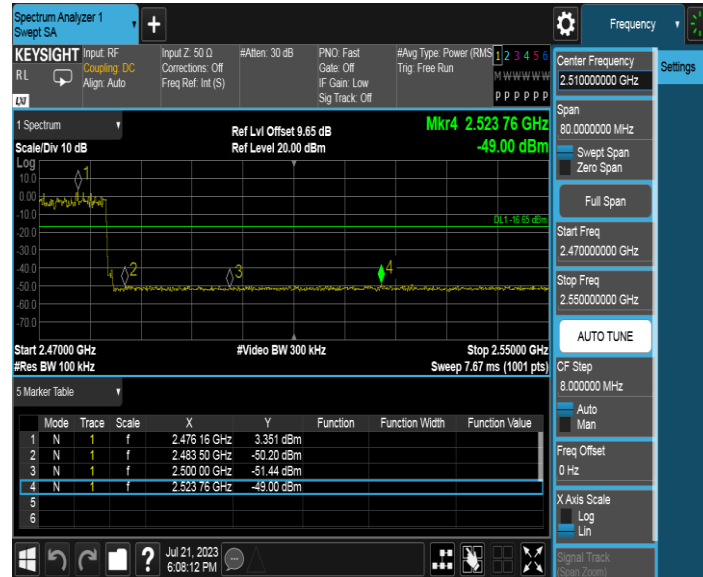 Spectrum Analyzer 1
Swept SA
+
Frequency
KEYSIGHT
RL
LXI
Input: RF
Coupling: DC
Align: Auto
Input Z: 50 Ω
Corrections: Off
Freq Ref: Int (S)
#Atten: 30 dB
PNO: Fast
Gate: Off
IF Gain: Low
Sig Track: Off
#Avg Type: Power (RMS
Trig: Free Run
1 2 3 4 5 6
M W W W W W
P P P P P P
1 Spectrum
Scale/Div 10 dB
Ref Lvl Offset 9.65 dB
Ref Level 20.00 dBm
Mkr4 2.523 76 GHz
-49.00 dBm
Log
10.0
0.00
-10.0
-20.0
-30.0
-40.0
-50.0
-60.0
-70.0
1
2
3
4
DL1 -16.65 dBm
Start 2.47000 GHz
#Res BW 100 kHz
#Video BW 300 kHz
Stop 2.55000 GHz
Sweep 7.67 ms (1001 pts)
5 Marker Table
Mode Trace Scale X Y Function Function Width Function Value
1 N 1 f 2.476 16 GHz 3.351 dBm
2 N 1 f 2.483 50 GHz -50.20 dBm
3 N 1 f 2.500 00 GHz -51.44 dBm
4 N 1 f 2.523 76 GHz -49.00 dBm
5
6
?
Jul 21, 2023
6:08:12 PM
Center Frequency
2.510000000 GHz
Settings
Span
80.0000000 MHz
Swept Span
Zero Span
Full Span
Start Freq
2.470000000 GHz
Stop Freq
2.550000000 GHz
AUTO TUNE
CF Step
8.000000 MHz
Auto
Man
Freq Offset
0 Hz
X Axis Scale
Log
Lin
Signal Track
(Span Zoom)